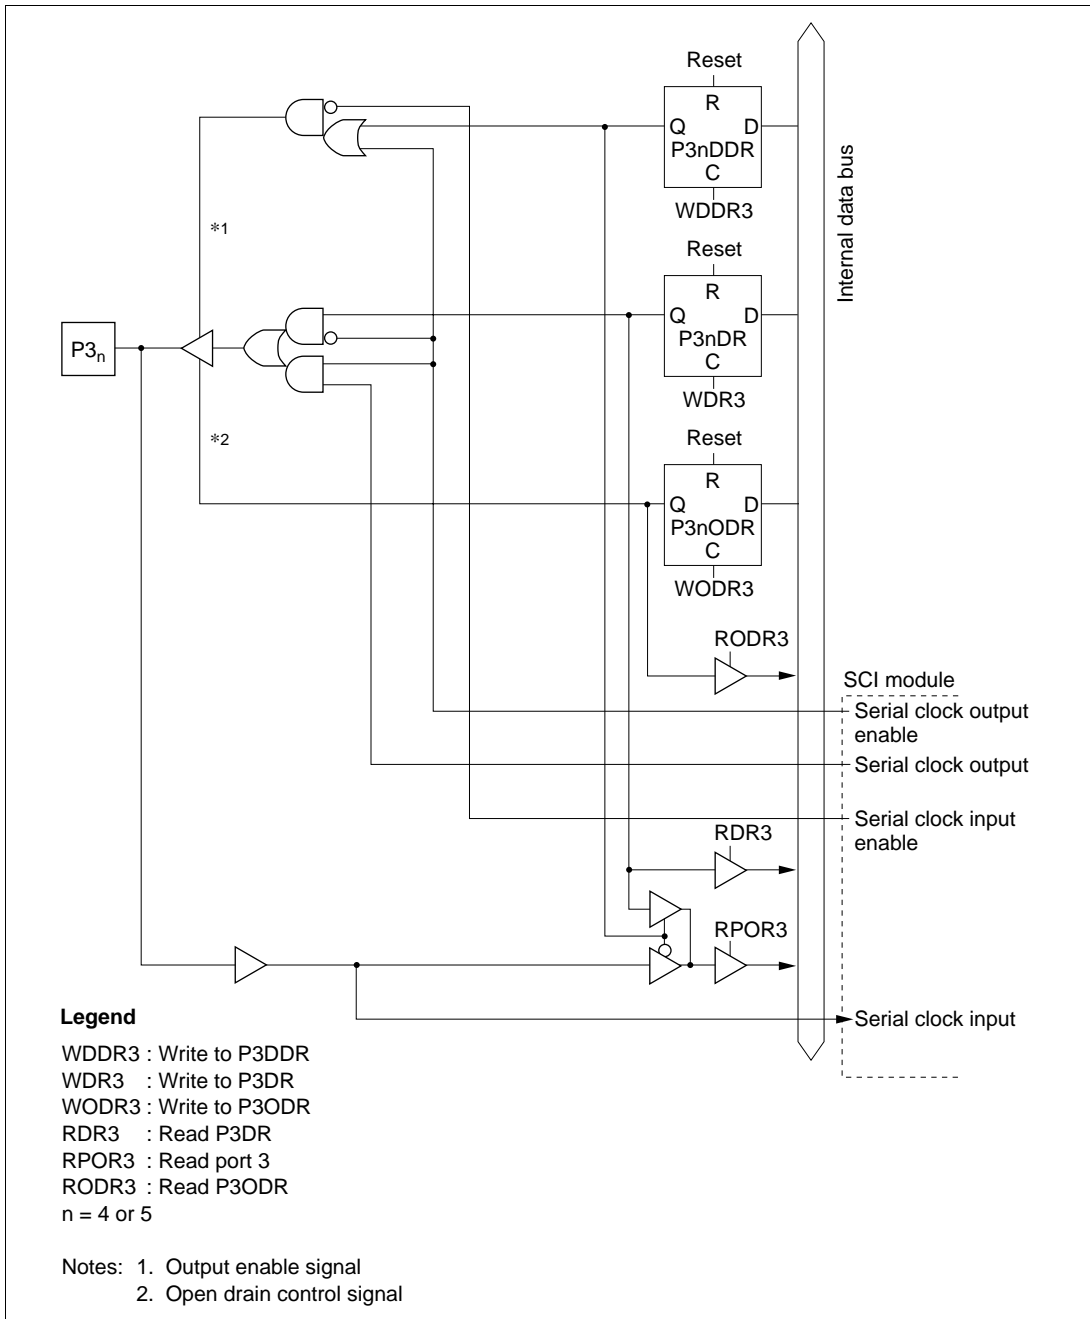 Reset
R
Q D
P3nDDR
C
WDDR3
Internal data bus
*1
Reset
R
Q D
P3nDR
C
WDR3
P3n
*2
Reset
R
Q D
P3nODR
C
WODR3
RODR3
SCI module
Serial clock output
enable
Serial clock output
Serial clock input
enable
RDR3
RPOR3
Serial clock input
Legend
WDDR3 : Write to P3DDR
WDR3 : Write to P3DR
WODR3 : Write to P3ODR
RDR3 : Read P3DR
RPOR3 : Read port 3
RODR3 : Read P3ODR
n = 4 or 5
Notes: 1. Output enable signal
2. Open drain control signal